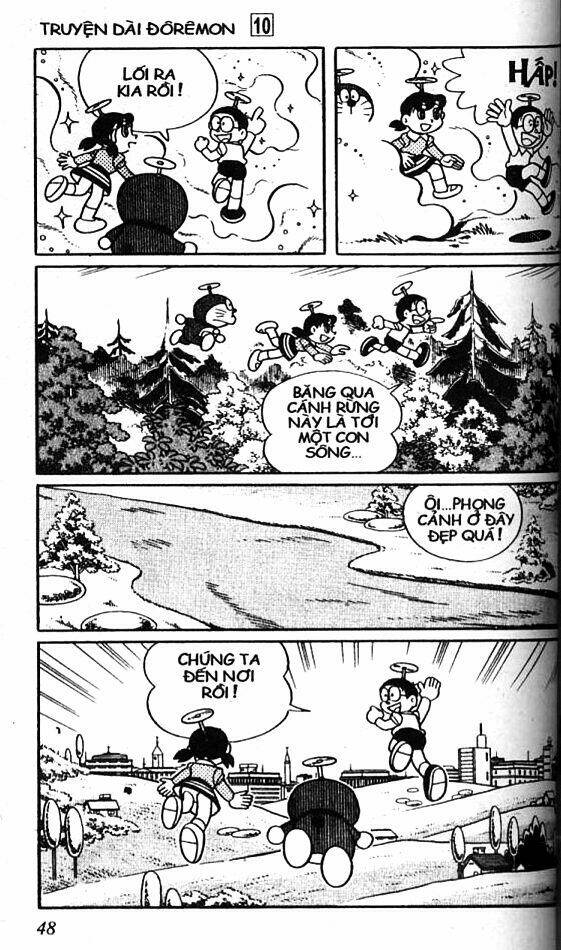 TRUYỆN DÀI ĐÔRÊMON 10
LỐI RA
KIA RỒI!
HẤP!
BĂNG QUA
CÁNH RỪNG
NÀY LÀ TỚI
MỘT CON
SÔNG...
ÔI...PHONG
CẢNH Ở ĐÂY
ĐẸP QUÁ!
CHÚNG TA
ĐẾN NƠI
RỒI!
48